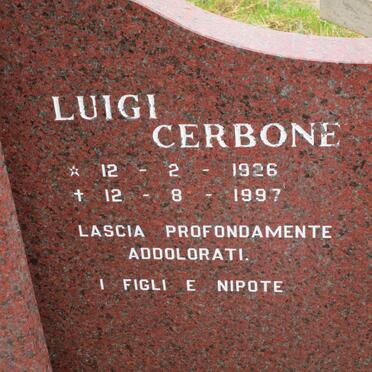 LUIGI
CERBONE
☆ 12 - 2 - 1926
✝ 12 - 8 - 1997
LASCIA PROFONDAMENTE
ADDOLORATI.
I FIGLI E NIPOTE